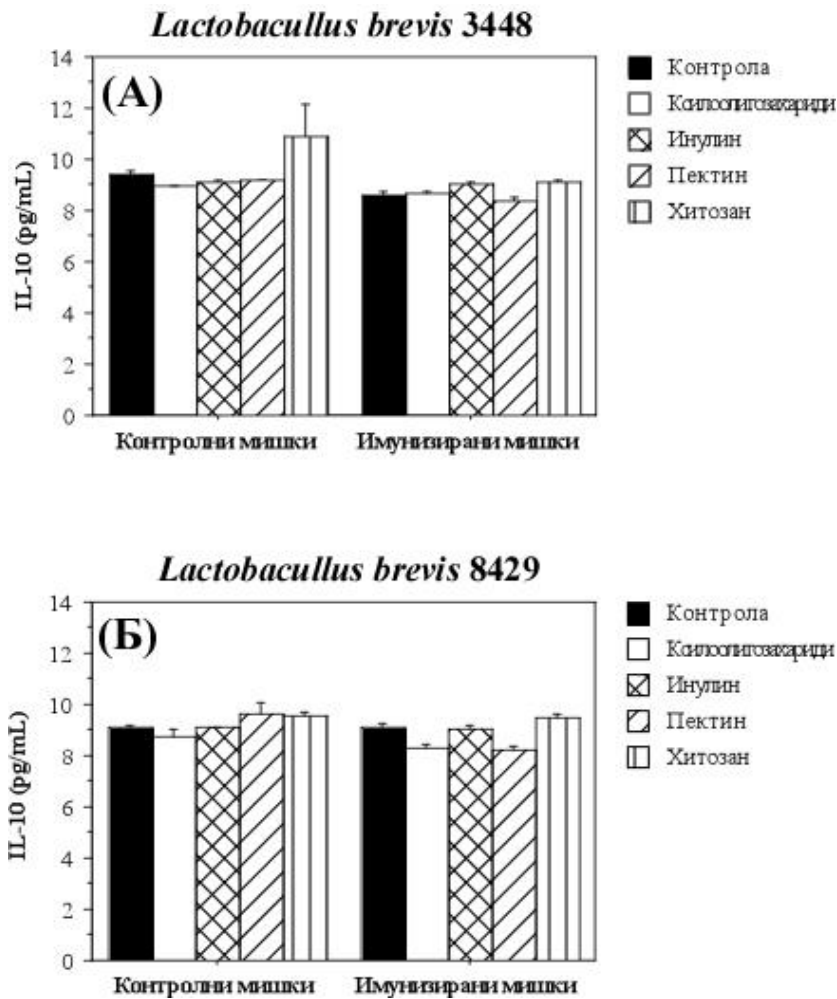 Lactobacullus brevis 3448
(А)
IL-10 (pg/mL)
14
12
10
8
6
4
2
0
Контролни мишки
Имунизирани мишки
Контрола
Ксилоолигозахариди
Инулин
Пектин
Хитозан
Lactobacullus brevis 8429
(Б)
IL-10 (pg/mL)
14
12
10
8
6
4
2
0
Контролни мишки
Имунизирани мишки
Контрола
Ксилоолигозахариди
Инулин
Пектин
Хитозан